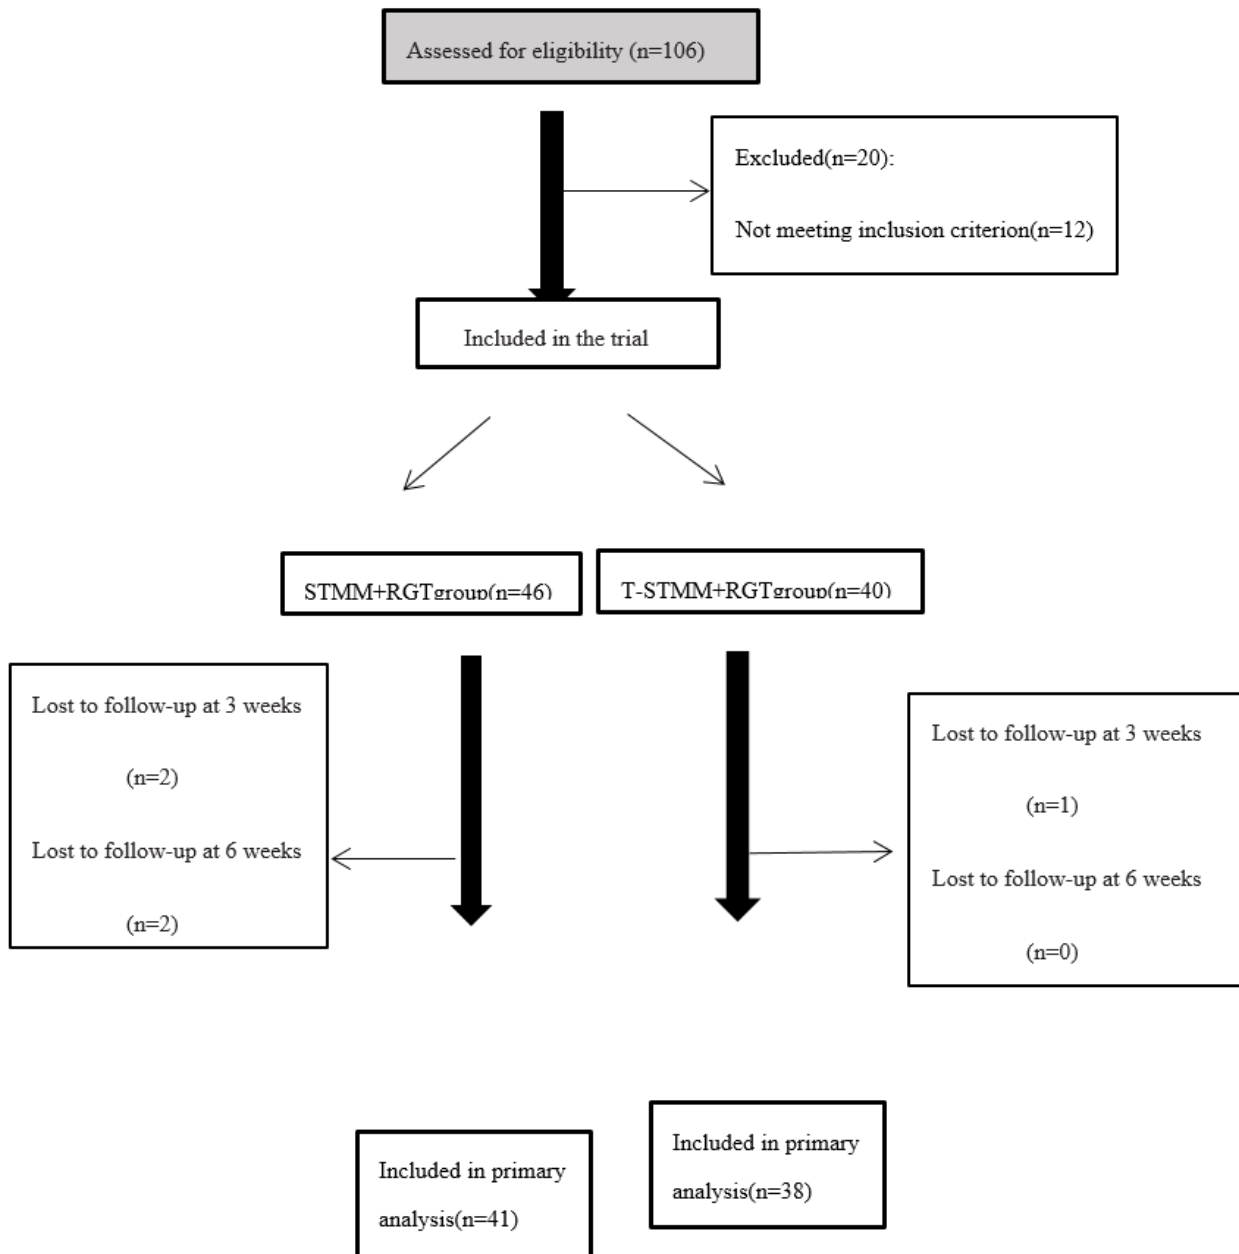 Assessed for eligibility (n=106)
Excluded(n=20):
Not meeting inclusion criterion(n=12)
Included in the trial
STMM+RGTgroup(n=46)
T-STMM+RGTgroup(n=40)
Lost to follow-up at 3 weeks
(n=2)
Lost to follow-up at 6 weeks
(n=2)
Lost to follow-up at 3 weeks
(n=1)
Lost to follow-up at 6 weeks
(n=0)
Included in primary
analysis(n=41)
Included in primary
analysis(n=38)